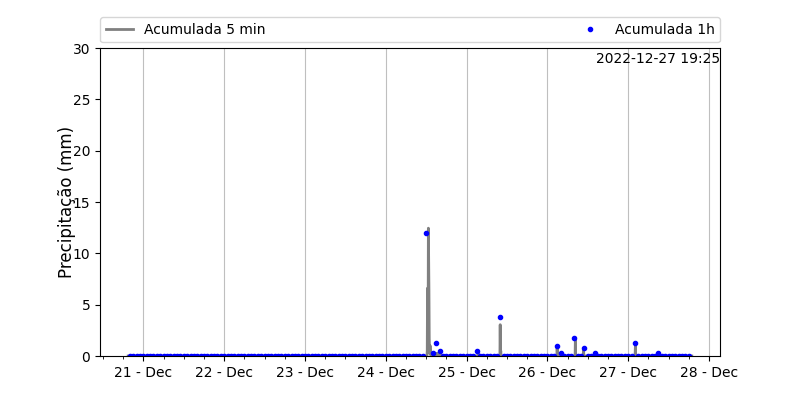 Acumulada 5 min
Acumulada 1h
2022-12-27 19:25
Precipitação (mm)
30
25
20
15
10
5
0
21 - Dec
22 - Dec
23 - Dec
24 - Dec
25 - Dec
26 - Dec
27 - Dec
28 - Dec